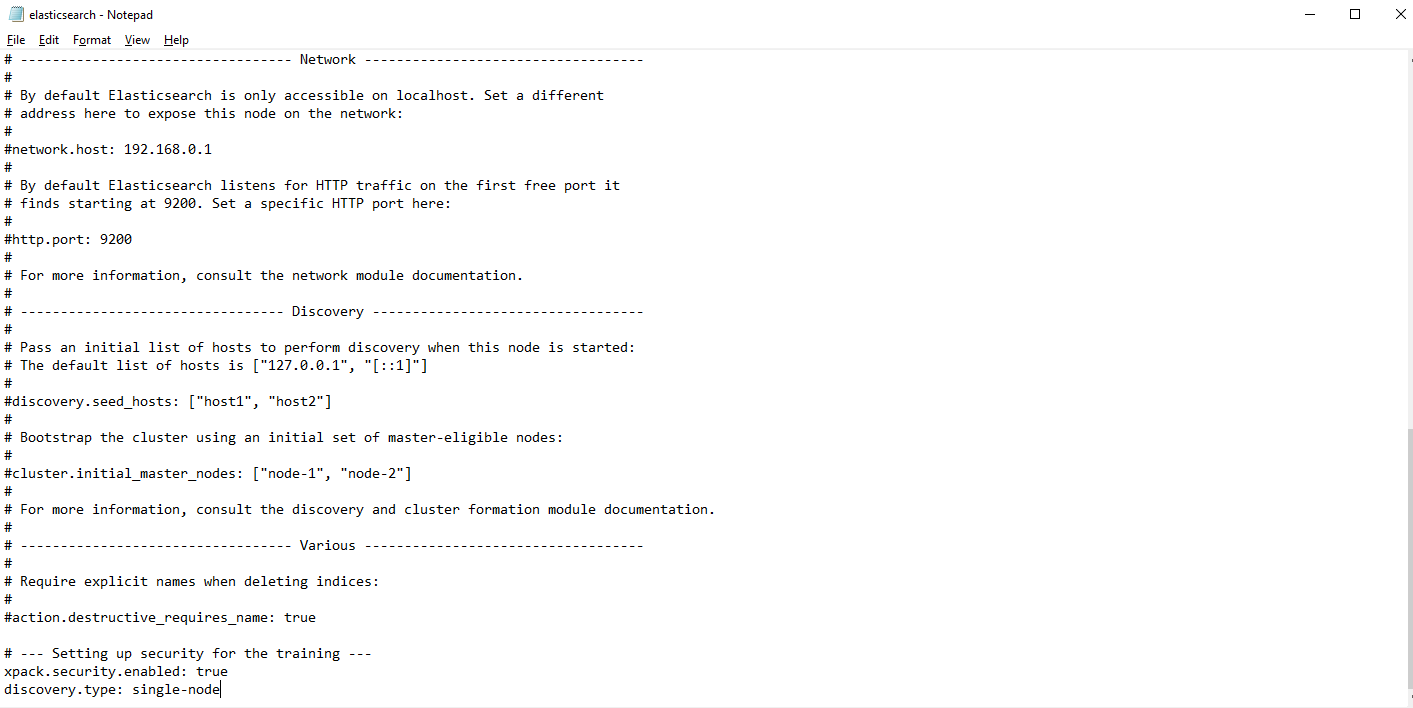 elasticsearch - Notepad
File Edit Format View Help
# ---------------------------------- Network -----------------------------------
#
# By default Elasticsearch is only accessible on localhost. Set a different
# address here to expose this node on the network:
#
#network.host: 192.168.0.1
#
# By default Elasticsearch listens for HTTP traffic on the first free port it
# finds starting at 9200. Set a specific HTTP port here:
#
#http.port: 9200
#
# For more information, consult the network module documentation.
#
# --------------------------------- Discovery ----------------------------------
#
# Pass an initial list of hosts to perform discovery when this node is started:
# The default list of hosts is ["127.0.0.1", "[::1]"]
#
#discovery.seed_hosts: ["host1", "host2"]
#
# Bootstrap the cluster using an initial set of master-eligible nodes:
#
#cluster.initial_master_nodes: ["node-1", "node-2"]
#
# For more information, consult the discovery and cluster formation module documentation.
#
# ---------------------------------- Various -----------------------------------
#
# Require explicit names when deleting indices:
#
#action.destructive_requires_name: true

# --- Setting up security for the training ---
xpack.security.enabled: true
discovery.type: single-node